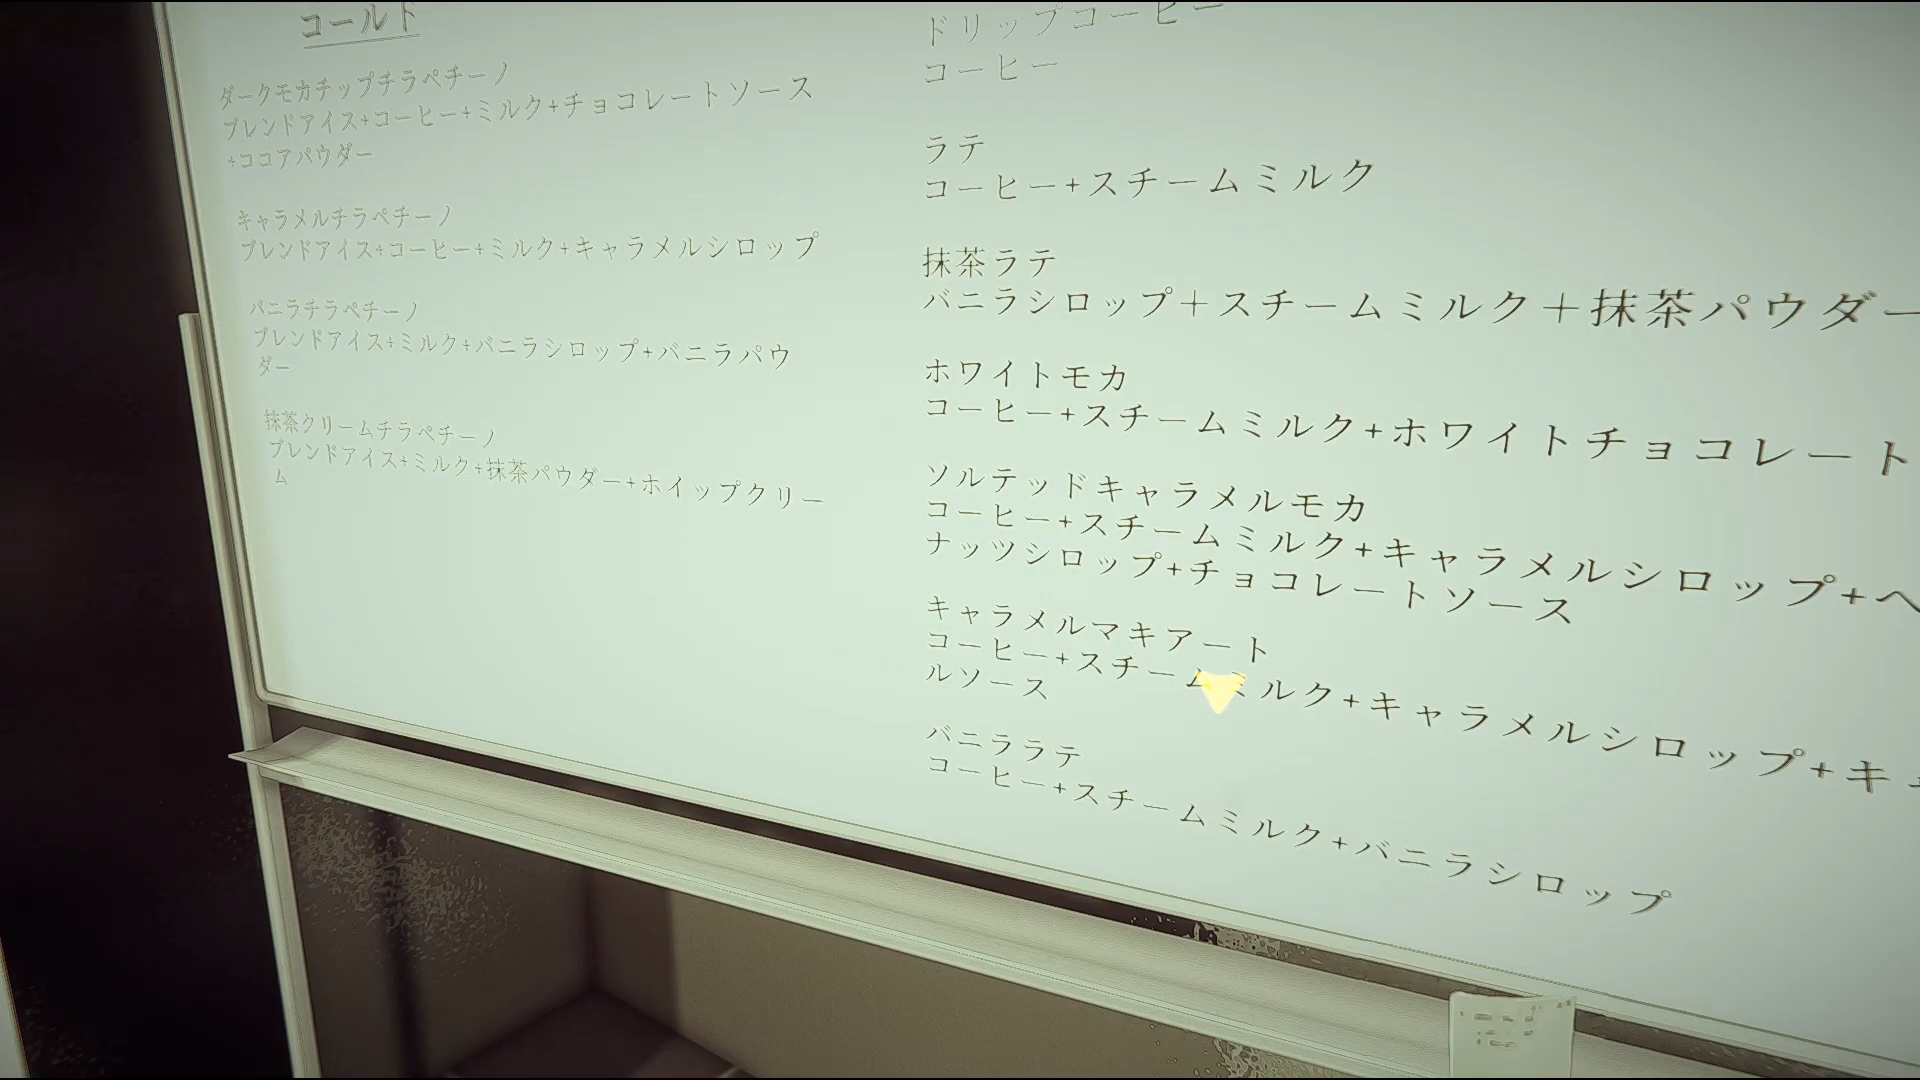 コールド
ダークモカチップチラペチーノ
ブレンドアイス+コーヒー+ミルク+チョコレートソース
+ココアパウダー
キャラメルチラペチーノ
ブレンドアイス+コーヒー+ミルク+キャラメルシロップ
バニラチラペチーノ
ブレンドアイス+ミルク+バニラシロップ+バニラパウ
ダー
抹茶クリームチラペチーノ
ブレンドアイス+ミルク+抹茶パウダー+ホイップクリー
ム
ドリップコーヒー
コーヒー
ラテ
コーヒー+スチームミルク
抹茶ラテ
バニラシロップ＋スチームミルク＋抹茶パウダー
ホワイトモカ
コーヒー+スチームミルク+ホワイトチョコレート
ソルテッドキャラメルモカ
コーヒー+スチームミルク+キャラメルシロップ+ヘ
ナッツシロップ+チョコレートソース
キャラメルマキアート
コーヒー+スチームミルク+キャラメルシロップ+キャ
ルソース
バニララテ
コーヒー+スチームミルク+バニラシロップ